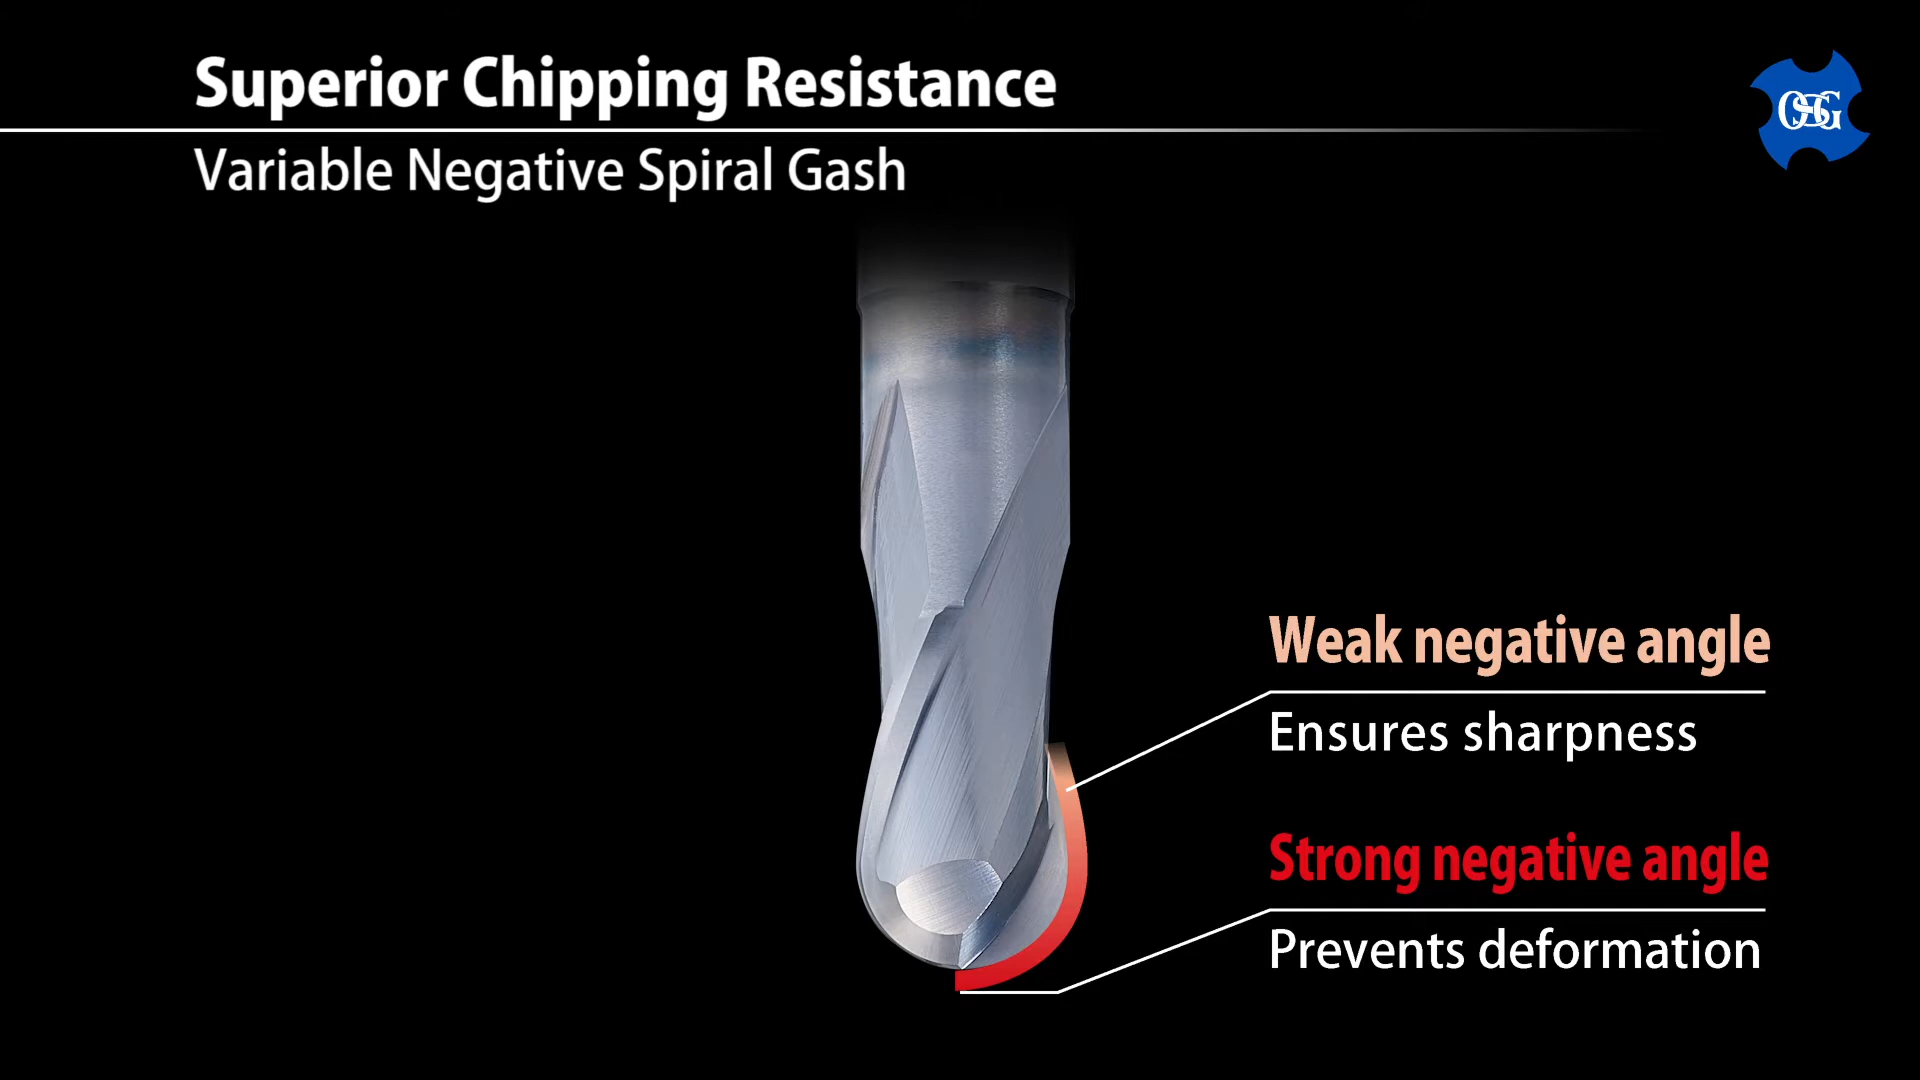 Superior Chipping Resistance
OSG
Variable Negative Spiral Gash
Weak negative angle
Ensures sharpness
Strong negative angle
Prevents deformation